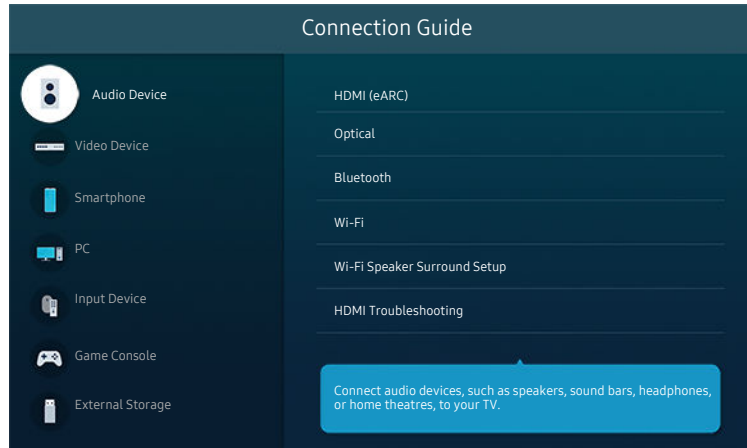 Connection Guide
Audio Device
Video Device
Smartphone
PC
Input Device
Game Console
External Storage
HDMI (eARC)
Optical
Bluetooth
Wi-Fi
Wi-Fi Speaker Surround Setup
HDMI Troubleshooting
Connect audio devices, such as speakers, sound bars, headphones,
or home theatres, to your TV.